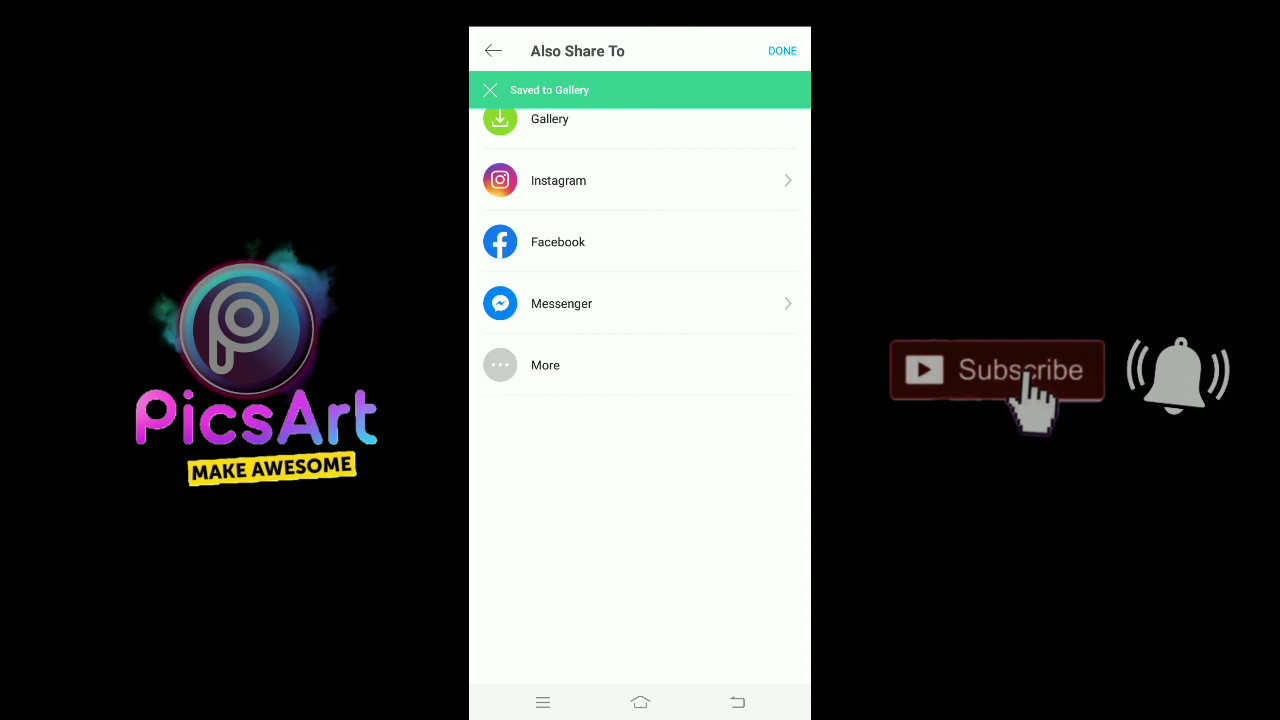 Also Share To
DONE
Saved to Gallery
Gallery
Instagram
Facebook
Messenger
More
PicsArt
MAKE AWESOME
Subscribe